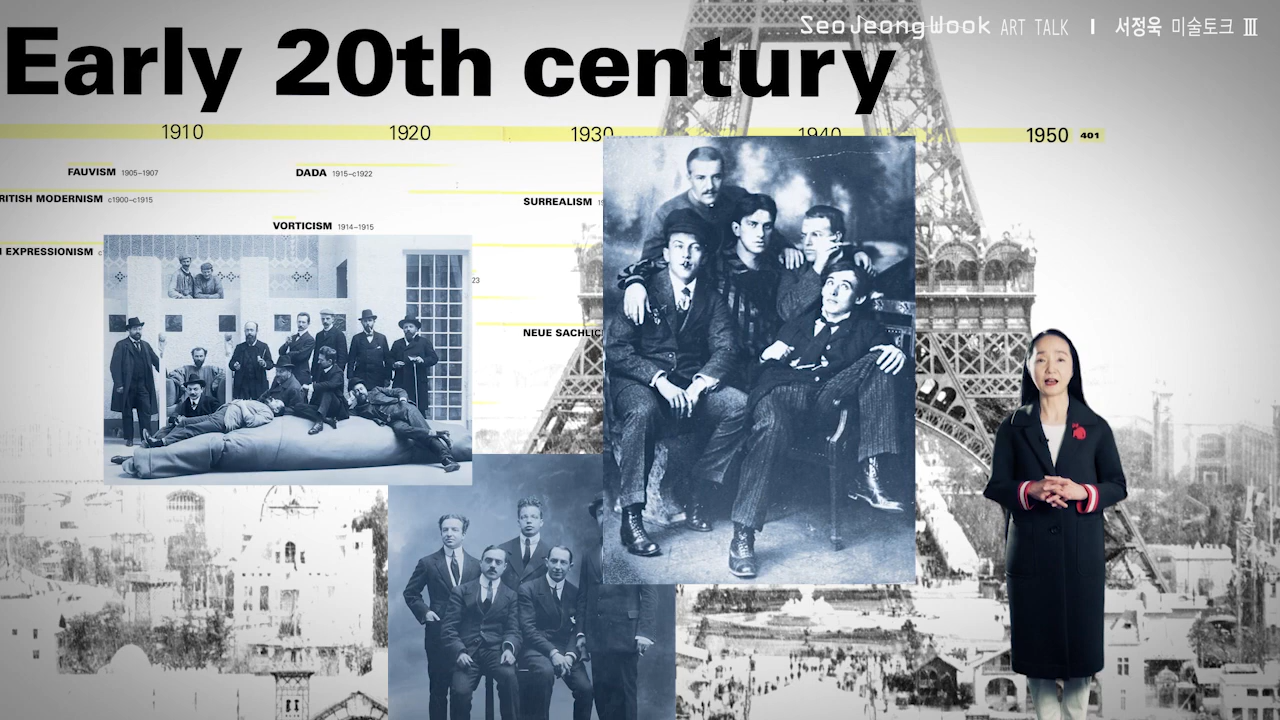 SeoJeongWook ART TALK I 서정욱 미술토크 Ⅲ
Early 20th century
1910 1920 1930 1940 1950 401
FAUVISM 1905–1907 DADA 1915–c1922
RITISH MODERNISM c1900–c1915 SURREALISM
VORTICISM 1914–1915
EXPRESSIONISM
23
NEUE SACHLIC